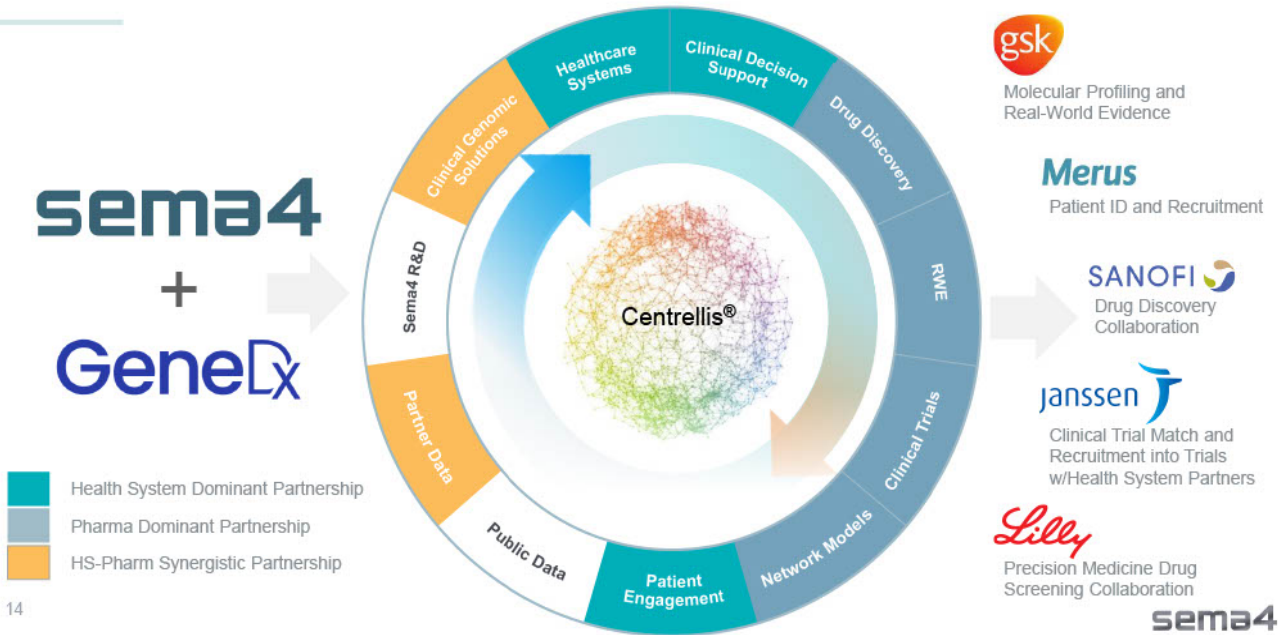 sema4
+
GeneDx
Health System Dominant Partnership
Pharma Dominant Partnership
HS-Pharm Synergistic Partnership
14
Healthcare
Systems
Clinical Decision
Support
Drug Discovery
RWE
Clinical Trials
Network Models
Patient
Engagement
Public Data
Partner Data
Sema4 R&D
Clinical Genomic
Solutions
Centrellis®
gsk
Molecular Profiling and
Real-World Evidence
Merus
Patient ID and Recruitment
SANOFI
Drug Discovery
Collaboration
janssen
Clinical Trial Match and
Recruitment into Trials
w/Health System Partners
Lilly
Precision Medicine Drug
Screening Collaboration
sema4